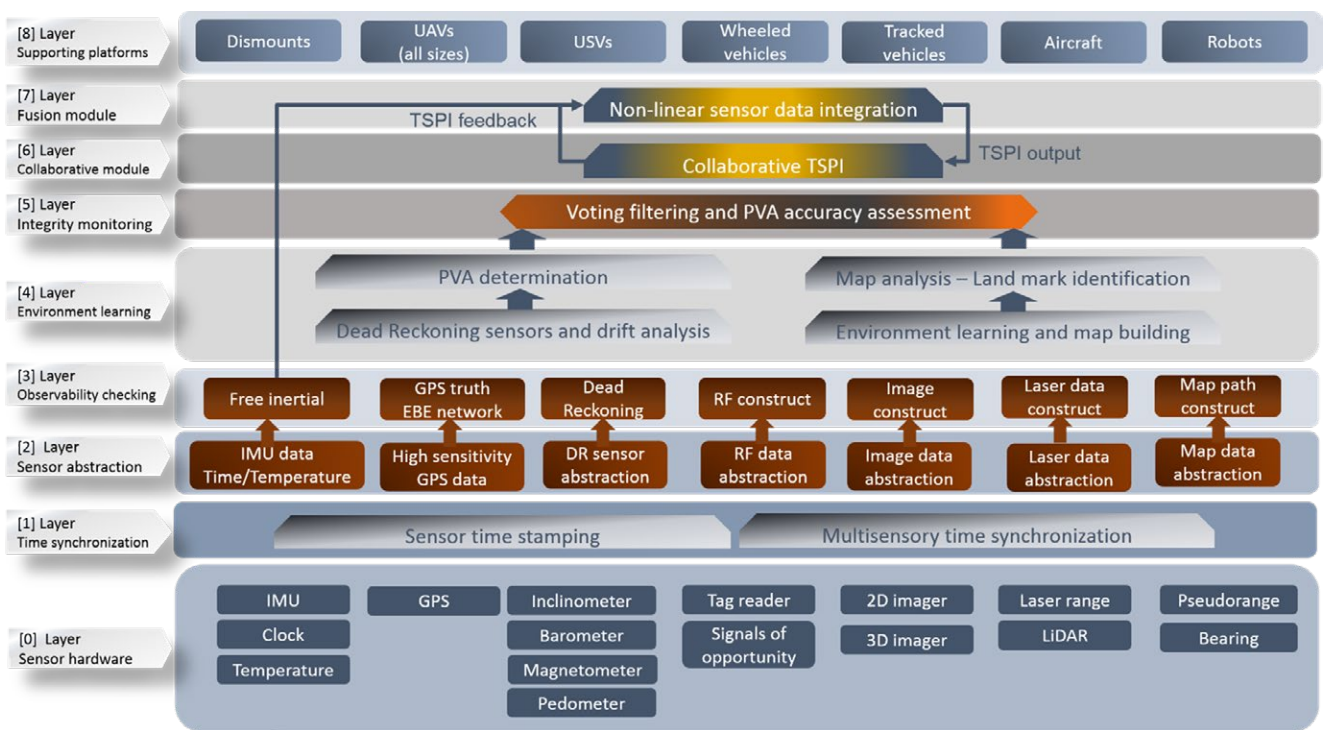 [8] Layer
Supporting platforms
Dismounts
UAVs
(all sizes)
USVs
Wheeled
vehicles
Tracked
vehicles
Aircraft
Robots
[7] Layer
Fusion module
Non-linear sensor data integration
TSPI feedback
[6] Layer
Collaborative module
Collaborative TSPI
TSPI output
[5] Layer
Integrity monitoring
Voting filtering and PVA accuracy assessment
[4] Layer
Environment learning
PVA determination
Map analysis – Land mark identification
Dead Reckoning sensors and drift analysis
Environment learning and map building
[3] Layer
Observability checking
Free inertial
GPS truth
EBE network
Dead
Reckoning
RF construct
Image
construct
Laser data
construct
Map path
construct
[2] Layer
Sensor abstraction
IMU data
Time/Temperature
High sensitivity
GPS data
DR sensor
abstraction
RF data
abstraction
Image data
abstraction
Laser data
abstraction
Map data
abstraction
[1] Layer
Time synchronization
Sensor time stamping
Multisensory time synchronization
[0] Layer
Sensor hardware
IMU
Clock
Temperature
GPS
Inclinometer
Barometer
Magnetometer
Pedometer
Tag reader
Signals of
opportunity
2D imager
3D imager
Laser range
LiDAR
Pseudorange
Bearing